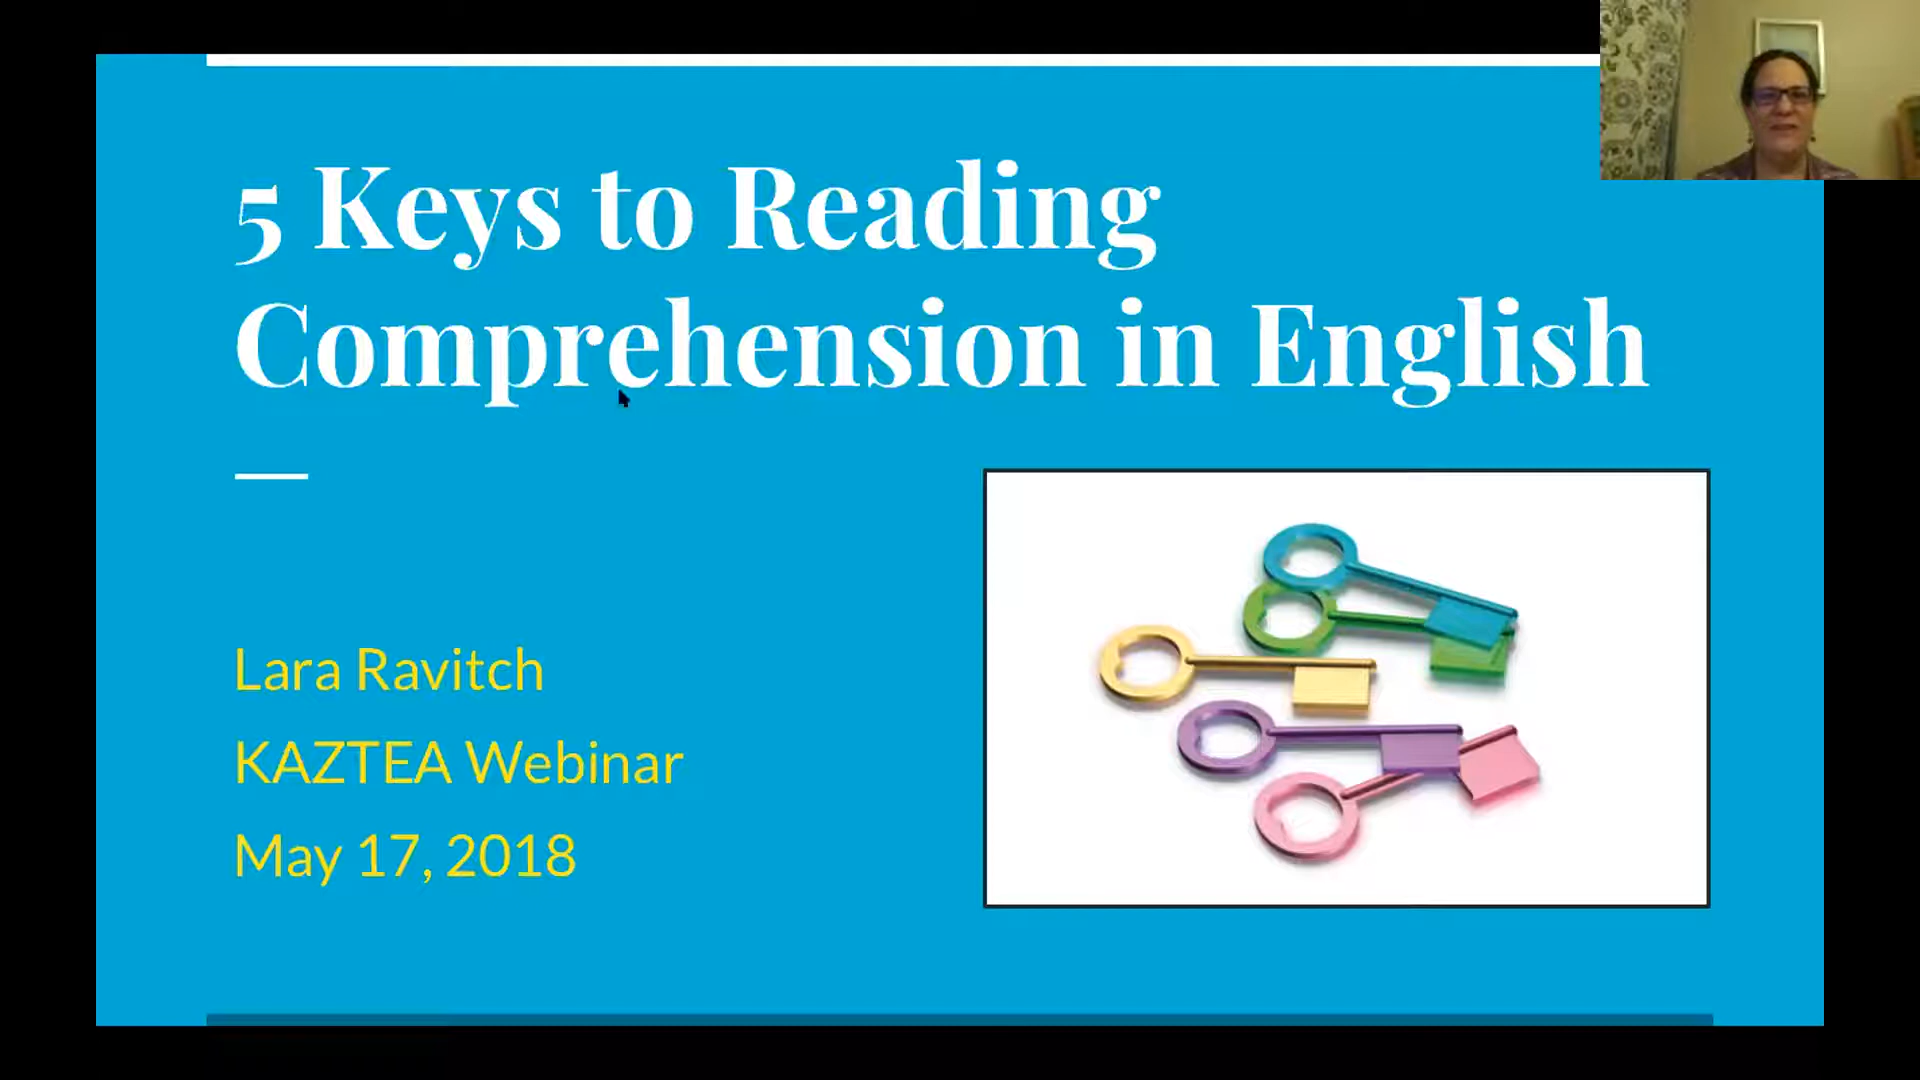 5 Keys to Reading
Comprehension in English
Lara Ravitch
KAZTEA Webinar
May 17, 2018